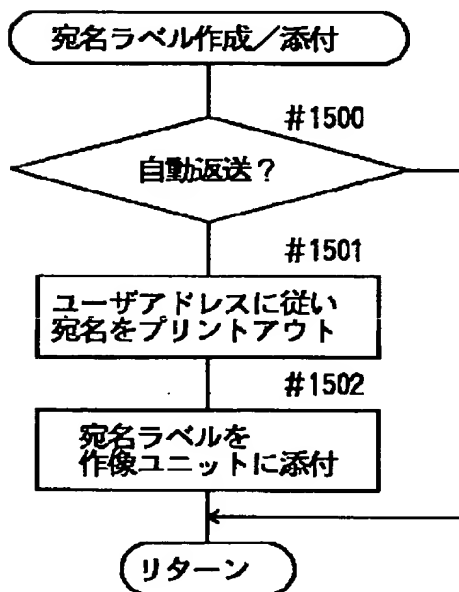 宛名ラベル作成/添付
#1500
自動返送?
#1501
ユーザアドレスに従い
宛名をプリントアウト
#1502
宛名ラベルを
作像ユニットに添付
リターン